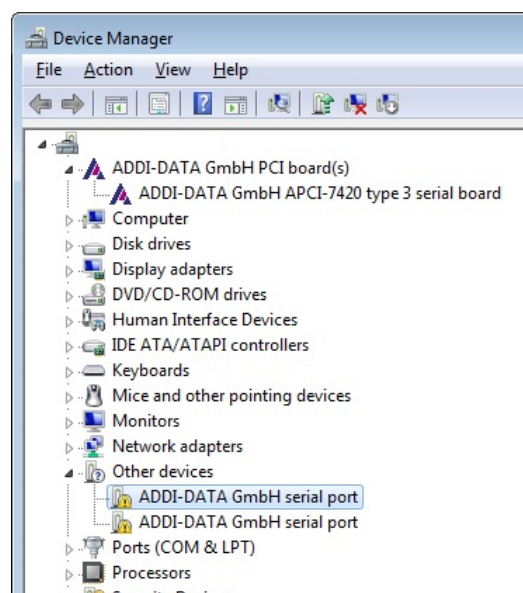 Device Manager
File Action View Help
ADDI-DATA GmbH PCI board(s)
ADDI-DATA GmbH APCI-7420 type 3 serial board
Computer
Disk drives
Display adapters
DVD/CD-ROM drives
Human Interface Devices
IDE ATA/ATAPI controllers
Keyboards
Mice and other pointing devices
Monitors
Network adapters
Other devices
ADDI-DATA GmbH serial port
ADDI-DATA GmbH serial port
Ports (COM & LPT)
Processors